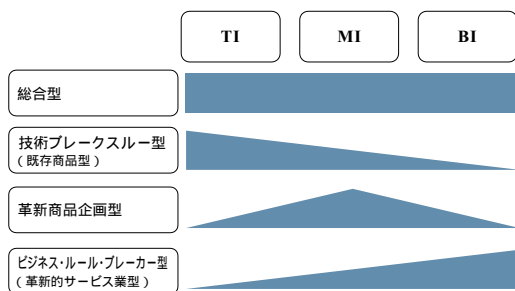 TI
MI
BI
総合型
技術ブレークスルー型
(既存商品型)
革新商品企画型
ビジネス・ルール・ブレーカー型
(革新的サービス業型)